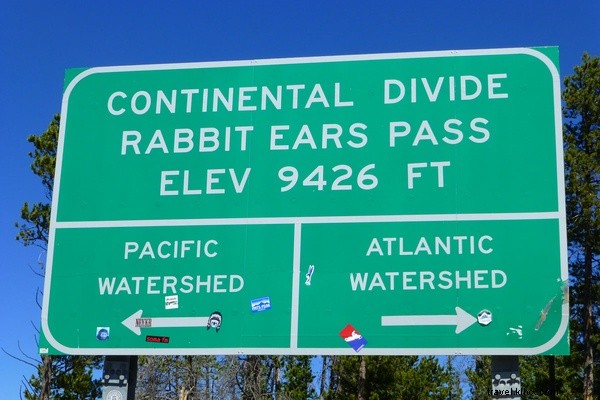 CONTINENTAL DIVIDE
RABBIT EARS PASS
ELEV 9426 FT
PACIFIC
WATERSHED
ATLANTIC
WATERSHED